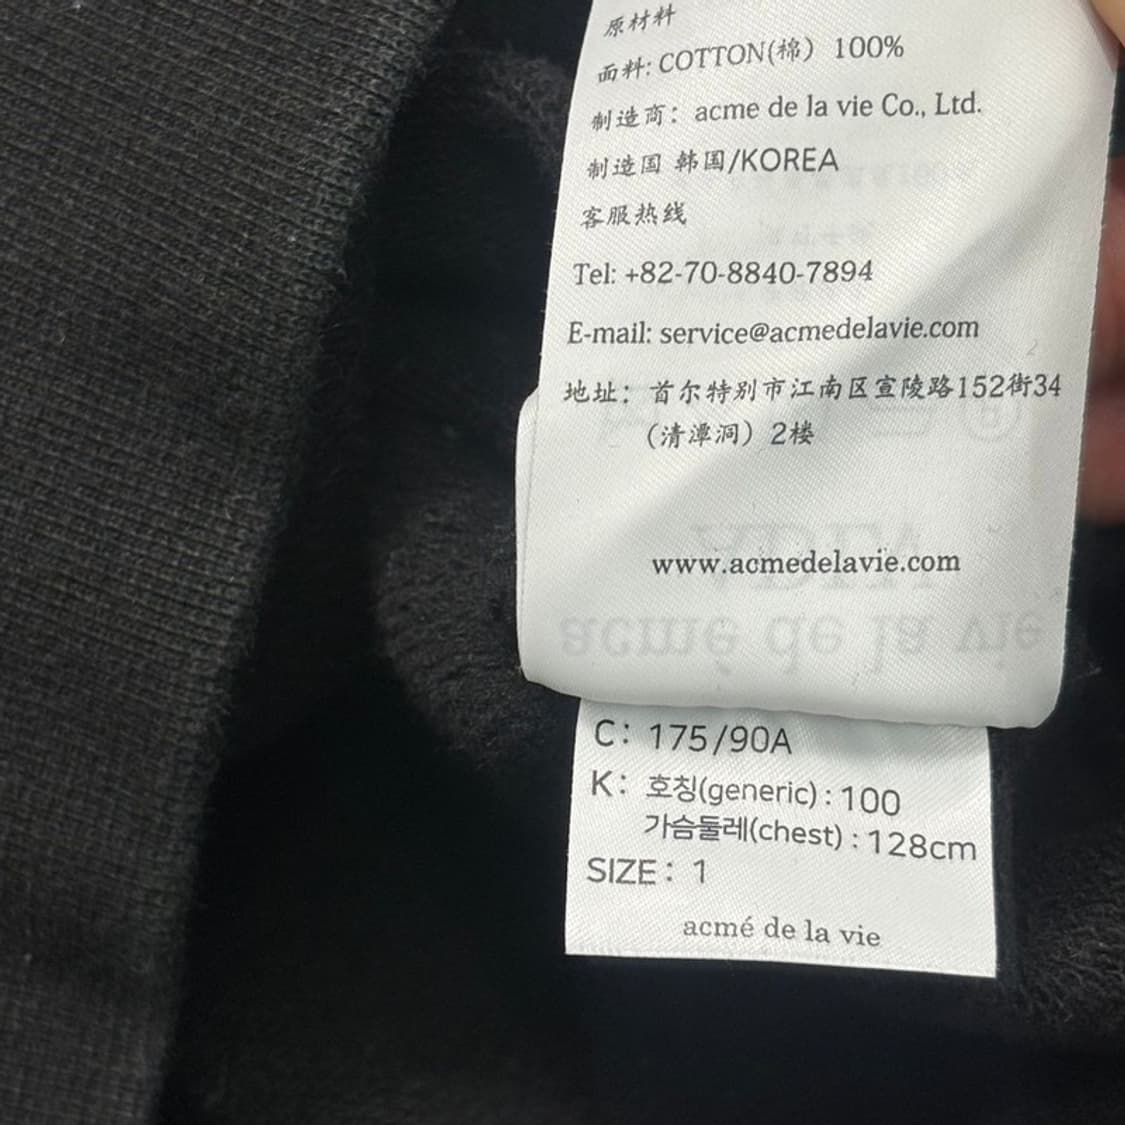 原材料
面料: COTTON(棉) 100%
制造商: acme de la vie Co., Ltd.
制造国 韩国/KOREA
客服热线
Tel: +82-70-8840-7894
E-mail: service@acmedelavie.com
地址: 首尔特别市江南区宣陵路152街34
(清潭洞) 2楼
www.acmedelavie.com
C: 175/90A
K: 호칭(generic) : 100
가슴둘레(chest) : 128cm
SIZE : 1
acmé de la vie